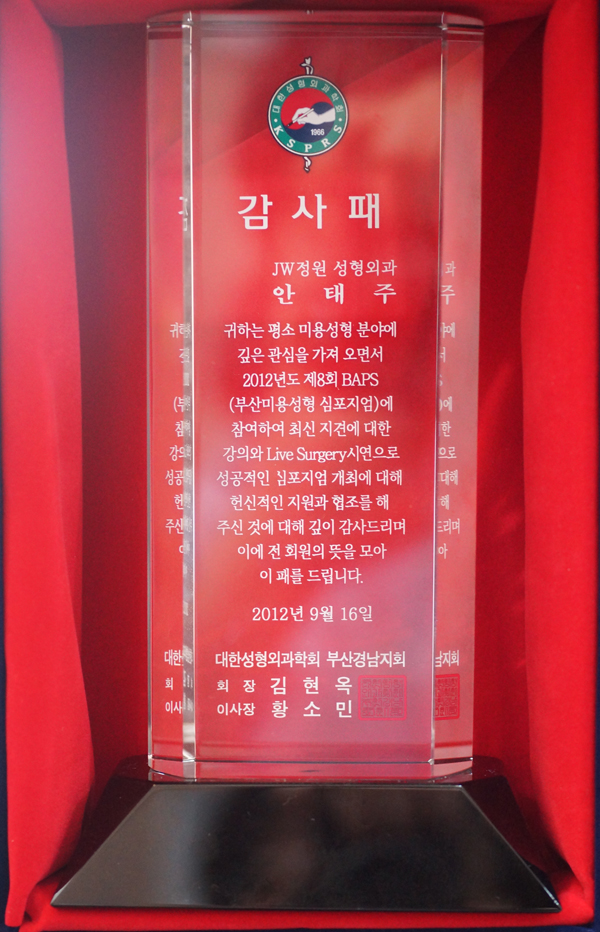 대한성형외과학회
1966
KSPRS
감사패
JW정원 성형외과
안태주
귀하는 평소 미용성형 분야에
깊은 관심을 가져 오면서
2012년도 제8회 BAPS
(부산미용성형 심포지엄)에
참여하여 최신 지견에 대한
강의와 Live Surgery시연으로
성공적인 심포지엄 개최에 대해
헌신적인 지원과 협조를 해
주신 것에 대해 깊이 감사드리며
이에 전 회원의 뜻을 모아
이 패를 드립니다.
2012년 9월 16일
대한성형외과학회 부산경남지회
회 장 김현옥
이사장 황소민